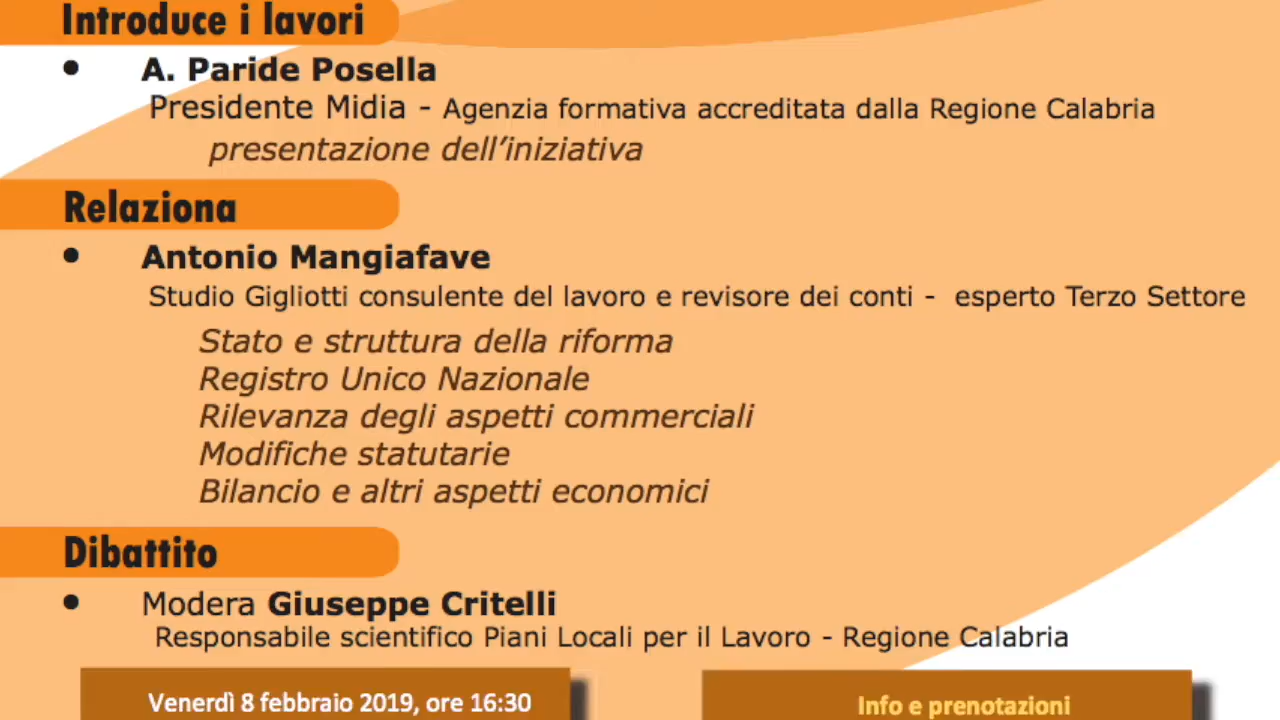 Introduce i lavori
• A. Paride Posella
Presidente Midia - Agenzia formativa accreditata dalla Regione Calabria
presentazione dell’iniziativa
Relaziona
• Antonio Mangiafave
Studio Gigliotti consulente del lavoro e revisore dei conti - esperto Terzo Settore
Stato e struttura della riforma
Registro Unico Nazionale
Rilevanza degli aspetti commerciali
Modifiche statutarie
Bilancio e altri aspetti economici
Dibattito
• Modera Giuseppe Critelli
Responsabile scientifico Piani Locali per il Lavoro - Regione Calabria
Venerdì 8 febbraio 2019, ore 16:30
Info e prenotazioni